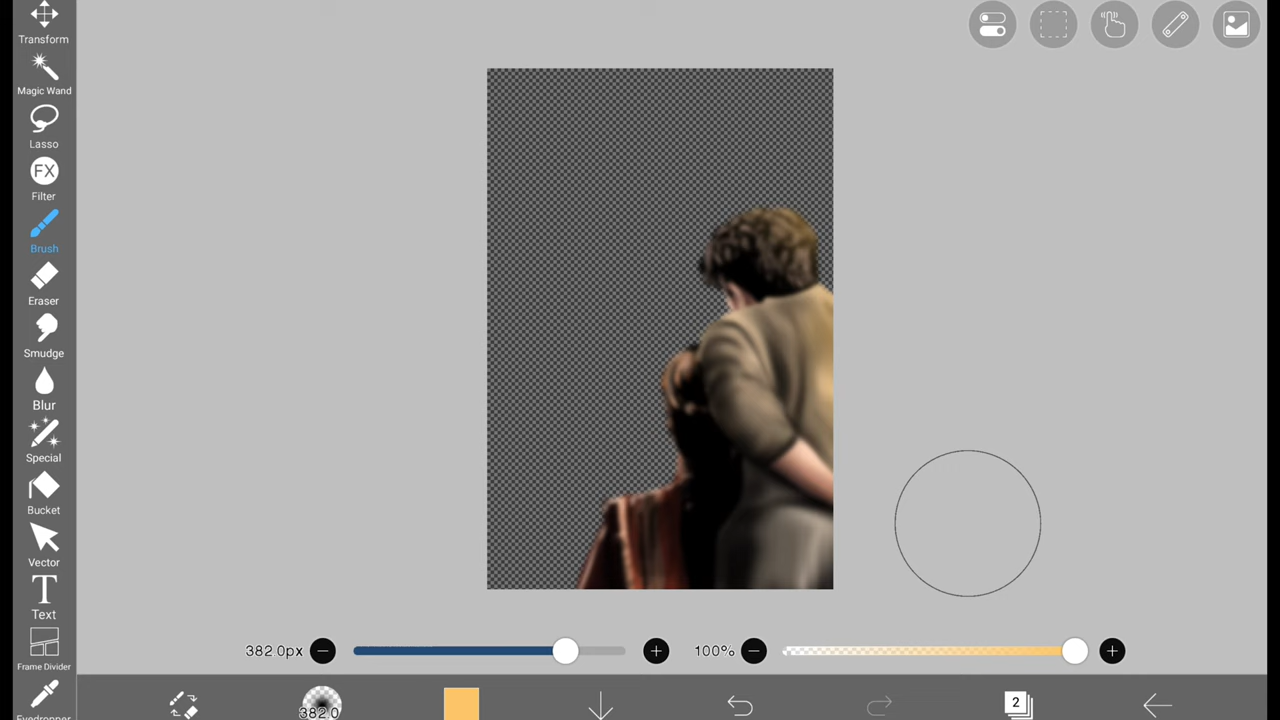 Transform
Magic Wand
Lasso
FX
Filter
Brush
Eraser
Smudge
Blur
Special
Bucket
Vector
T
Text
Frame Divider
Eyedropper
382.0px
100%
382.0
2